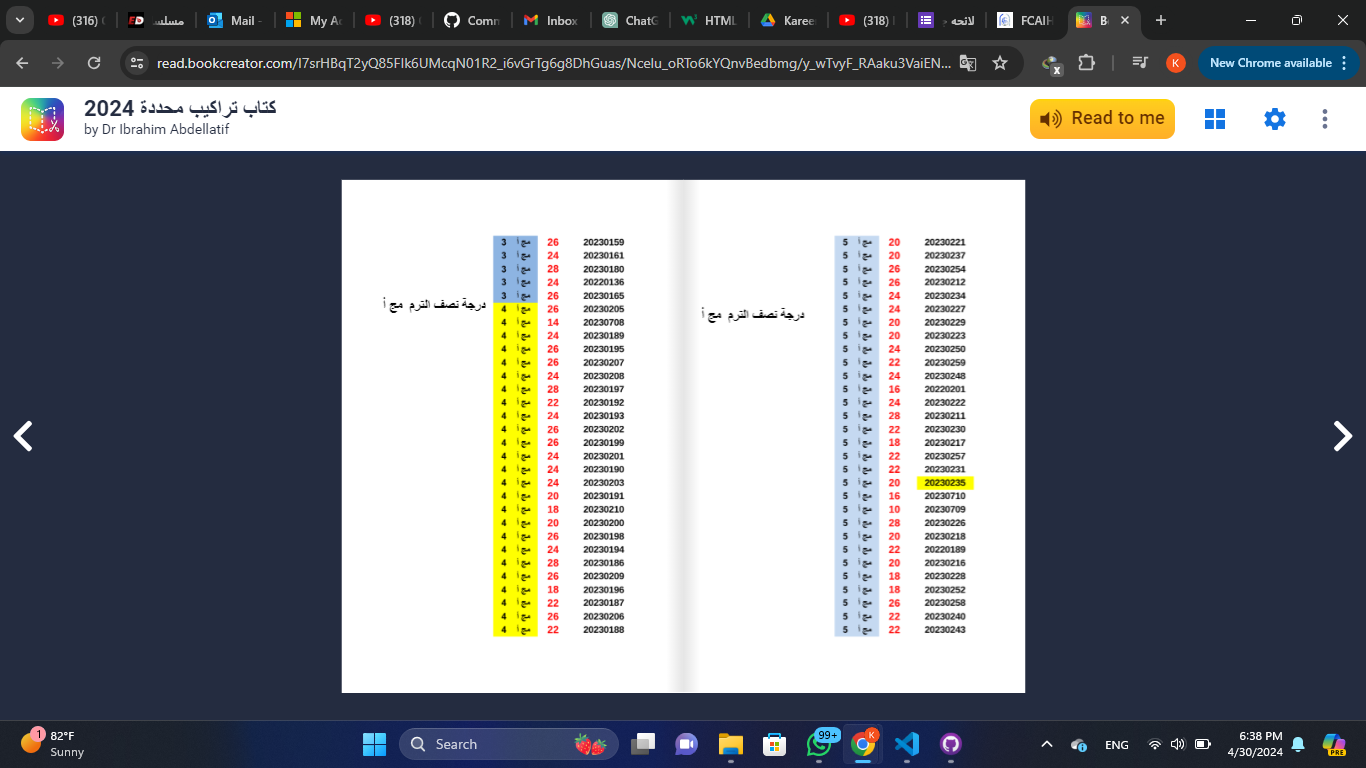 (316)
مسلس
Mail -
My Ac
(318)
Comn
Inbox
ChatG
HTML
Karee
(318)
لائحه
FCAIH
New Chrome available
read.bookcreator.com/I7srHBqT2yQ85FIk6UMcqN01R2_i6vGrTg6g8DhGuas/Ncelu_oRTo6kYQnvBedbmg/y_wTvyF_RAaku3VaiEN...
كتاب تراكيب محددة 2024
by Dr Ibrahim Abdellatif
Read to me
درجة نصف الترم مج أ
3 مج أ 26 20230159
3 مج أ 24 20230161
3 مج أ 28 20230180
3 مج أ 24 20220136
3 مج أ 26 20230165
4 مج أ 26 20230205
4 مج أ 14 20230708
4 مج أ 24 20230189
4 مج أ 26 20230195
4 مج أ 26 20230207
4 مج أ 24 20230208
4 مج أ 28 20230197
4 مج أ 22 20230192
4 مج أ 24 20230193
4 مج أ 26 20230202
4 مج أ 26 20230199
4 مج أ 24 20230201
4 مج أ 24 20230190
4 مج أ 24 20230203
4 مج أ 20 20230191
4 مج أ 18 20230210
4 مج أ 20 20230200
4 مج أ 26 20230198
4 مج أ 24 20230194
4 مج أ 28 20230186
4 مج أ 26 20230209
4 مج أ 18 20230196
4 مج أ 22 20230187
4 مج أ 26 20230206
4 مج أ 22 20230188
درجة نصف الترم مج أ
5 مج أ 20 20230221
5 مج أ 20 20230237
5 مج أ 26 20230254
5 مج أ 26 20230212
5 مج أ 24 20230234
5 مج أ 24 20230227
5 مج أ 20 20230229
5 مج أ 20 20230223
5 مج أ 24 20230250
5 مج أ 22 20230259
5 مج أ 24 20230248
5 مج أ 16 20220201
5 مج أ 24 20230222
5 مج أ 28 20230211
5 مج أ 22 20230230
5 مج أ 18 20230217
5 مج أ 22 20230257
5 مج أ 22 20230231
5 مج أ 20 20230235
5 مج أ 16 20230710
5 مج أ 10 20230709
5 مج أ 28 20230226
5 مج أ 20 20230218
5 مج أ 22 20220189
5 مج أ 20 20230216
5 مج أ 18 20230228
5 مج أ 18 20230252
5 مج أ 26 20230258
5 مج أ 22 20230240
5 مج أ 22 20230243
1
82°F
Sunny
Search
99+
K
ENG
6:38 PM
4/30/2024
PRE